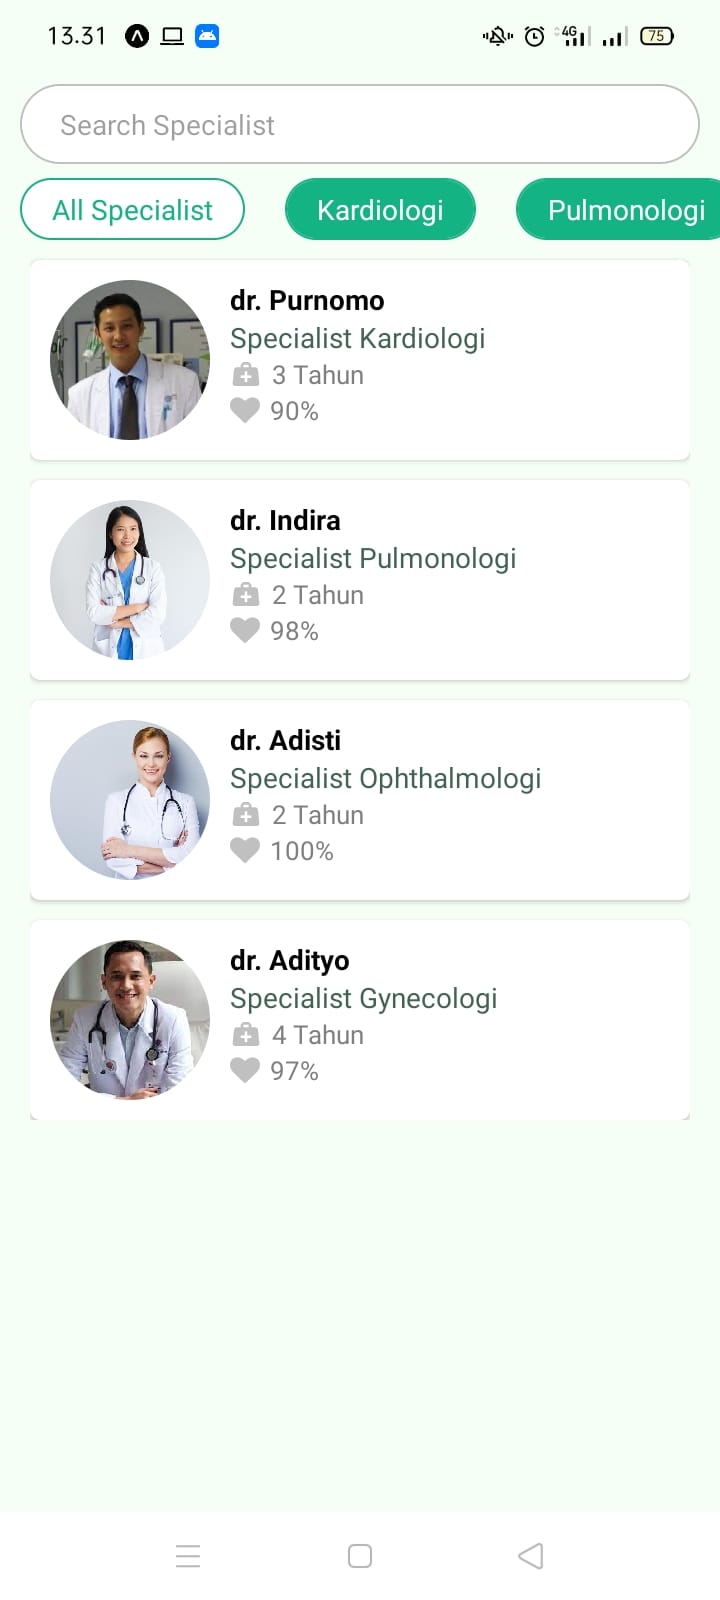 13.31
4G
75
Search Specialist
All Specialist
Kardiologi
Pulmonologi
dr. Purnomo
Specialist Kardiologi
3 Tahun
90%
dr. Indira
Specialist Pulmonologi
2 Tahun
98%
dr. Adisti
Specialist Ophthalmologi
2 Tahun
100%
dr. Adityo
Specialist Gynecologi
4 Tahun
97%